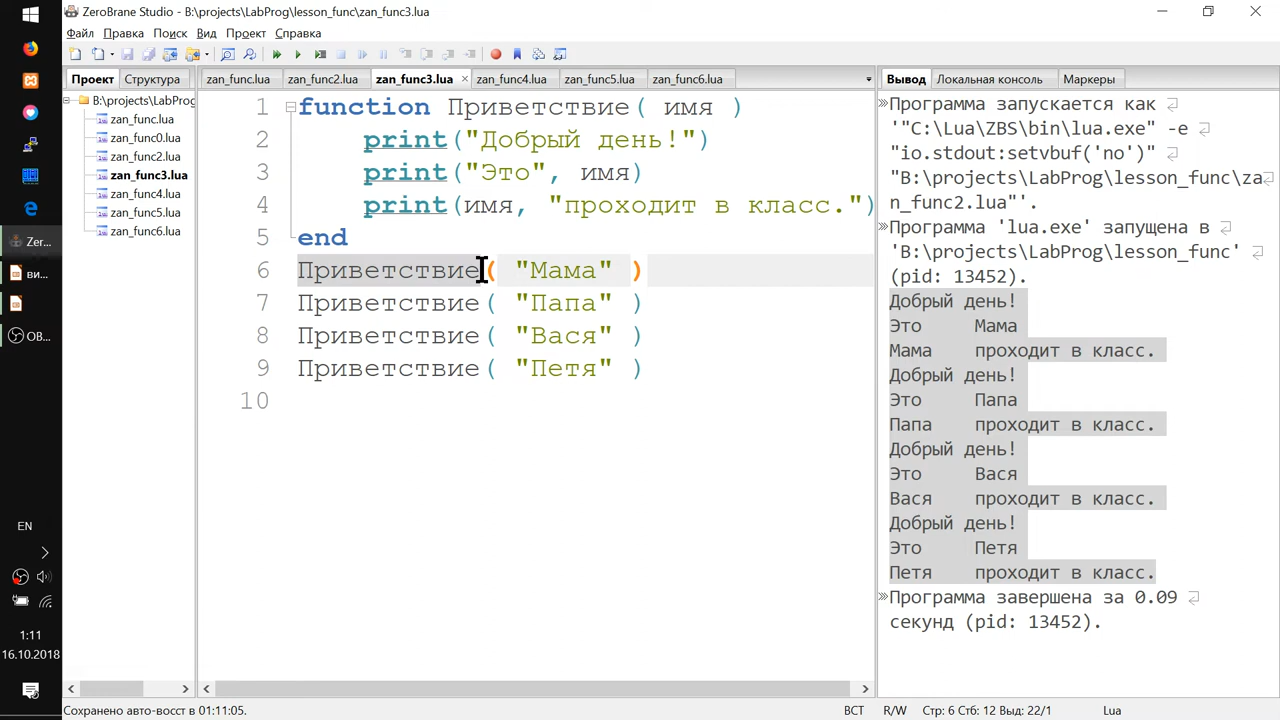 ZeroBrane Studio - B:\projects\LabProg\lesson_func\zan_func3.lua
Файл Правка Поиск Вид Проект Справка
Проект Структура
zan_func.lua zan_func2.lua zan_func3.lua zan_func4.lua zan_func5.lua zan_func6.lua
Вывод Локальная консоль Маркеры
B:\projects\LabProg
zan_func.lua
zan_func0.lua
zan_func2.lua
zan_func3.lua
zan_func4.lua
zan_func5.lua
zan_func6.lua
1 function Приветствие( имя )
2 print("Добрый день!")
3 print("Это", имя)
4 print(имя, "проходит в класс.")
5 end
6 Приветствие( "Мама" )
7 Приветствие( "Папа" )
8 Приветствие( "Вася" )
9 Приветствие( "Петя" )
10
Программа запускается как
'"C:\Lua\ZBS\bin\lua.exe" -e
"io.stdout:setvbuf('no')"
"B:\projects\LabProg\lesson_func\za
n_func2.lua"'.
Программа 'lua.exe' запущена в
'B:\projects\LabProg\lesson_func'
(pid: 13452).
Добрый день!
Это Мама
Мама проходит в класс.
Добрый день!
Это Папа
Папа проходит в класс.
Добрый день!
Это Вася
Вася проходит в класс.
Добрый день!
Это Петя
Петя проходит в класс.
Программа завершена за 0.09
секунд (pid: 13452).
Zer...
ви...
OB...
EN
1:11
16.10.2018
Сохранено авто-восст в 01:11:05.
ВСТ R/W Стр: 6 Стб: 12 Выд: 22/1 Lua